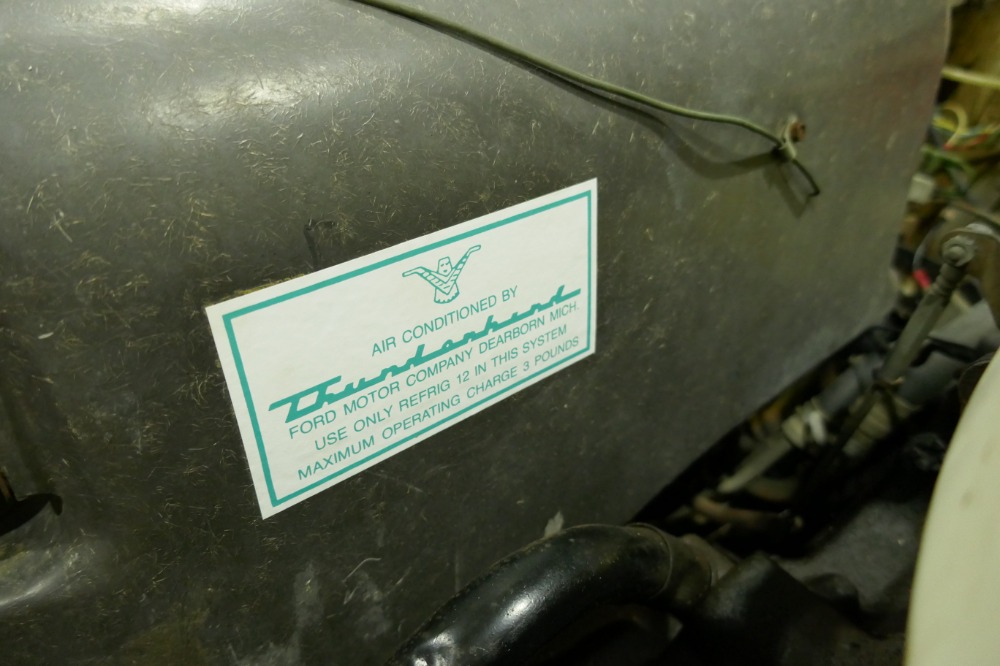 AIR CONDITIONED BY
Thunderbird
FORD MOTOR COMPANY DEARBORN MICH.
USE ONLY REFRIG 12 IN THIS SYSTEM
MAXIMUM OPERATING CHARGE 3 POUNDS